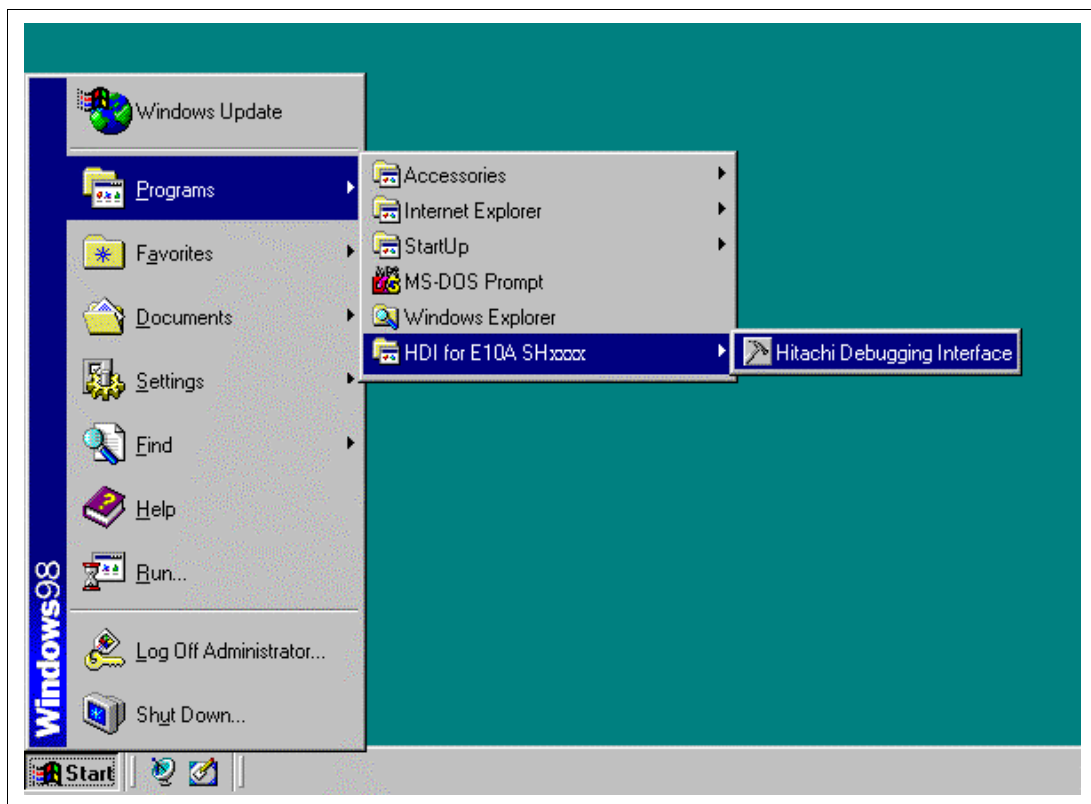 Windows Update
Programs
Favorites
Documents
Settings
Find
Help
Run...
Log Off Administrator...
Shut Down...
Windows98
Accessories
Internet Explorer
StartUp
MS-DOS Prompt
Windows Explorer
HDI for E10A SHxxxx
Hitachi Debugging Interface
Start